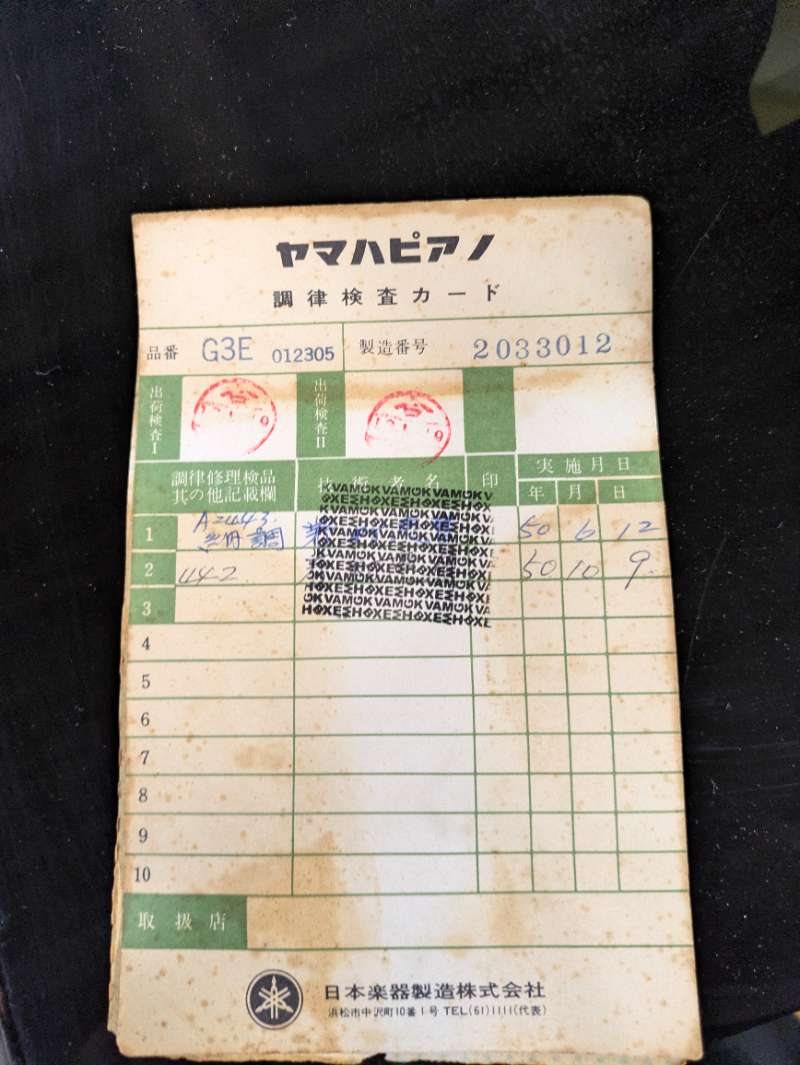 ヤマハピアノ
調律検査カード
品番 G3E 012305 製造番号 2033012
出荷検査I 出荷検査II
調律修理検品 技術者名 印 実施月日
其の他記載欄 年 月 日
1 A=443 調 50 6 12
2 442 50 10 9
3
4
5
6
7
8
9
10
取扱店
日本楽器製造株式会社
浜松市中沢町10番1号 TEL(61)1111(代表)